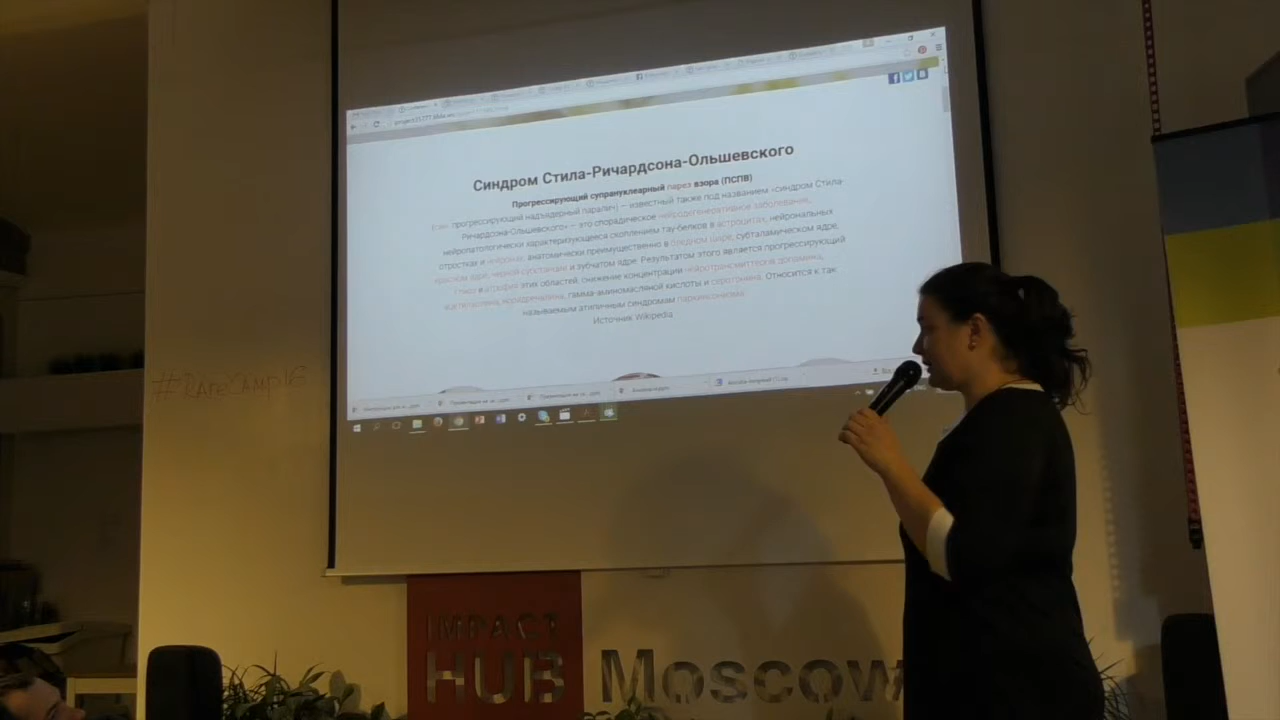 Синдром Стила-Ричардсона-Ольшевского
Прогрессирующий супрануклеарный парез взора (ПСПВ)
прогрессирующий надъядерный паралич) — известный также под названием «синдром Стила-
Ричардсона-Ольшевского» — это спорадическое нейродегенеративное заболевание,
нейропатологически характеризующееся скоплением тау-белков в астроцитах, нейрональных
отростках и нейронах, анатомически преимущественно в бледном шаре, субталамическом ядре,
красном ядре, черной субстанции и зубчатом ядре. Результатом этого является прогрессирующий
глиоз и атрофия этих областей, снижение концентрации нейротрансмиттеров допамина,
ацетилхолина, норадреналина, гамма-аминомасляной кислоты и серотонина. Относится к так
называемым атипичным синдромам паркинсонизма.
Источник: Wikipedia
#RareCamp16
IMPACT
HUB
Moscow